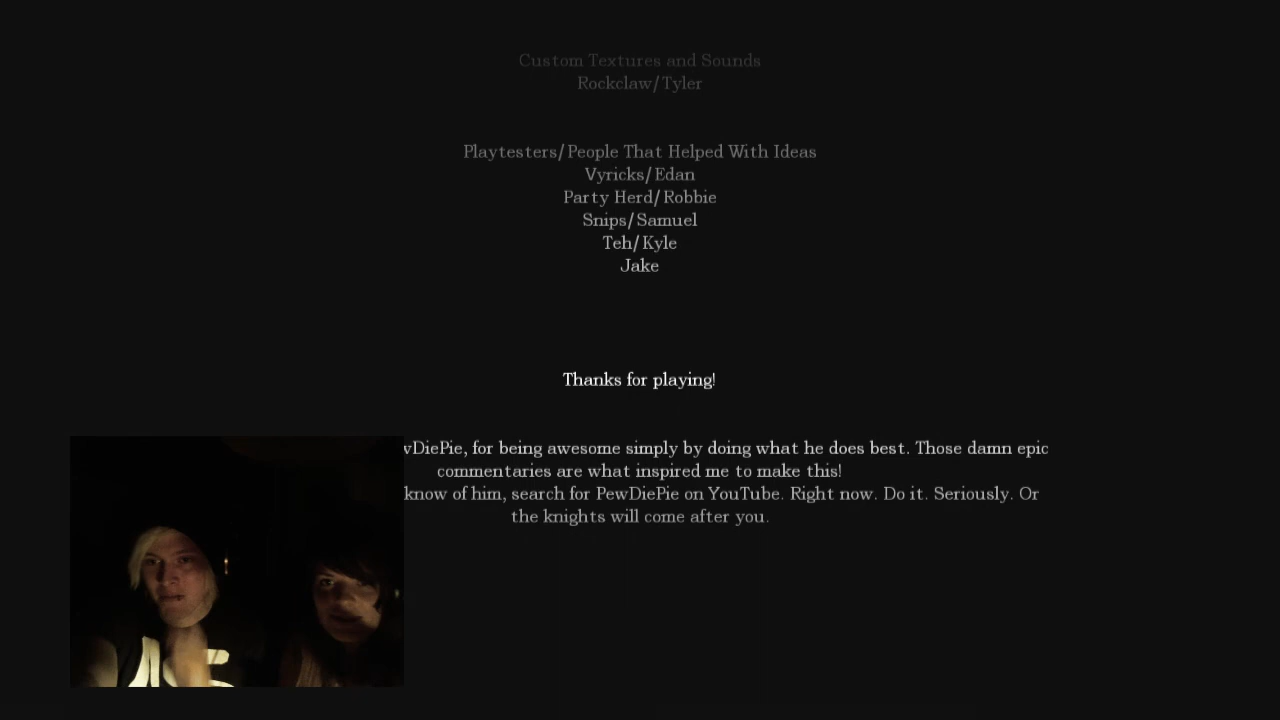 Custom Textures and Sounds
Rockclaw/Tyler
Playtesters/People That Helped With Ideas
Vyricks/Edan
Party Herd/Robbie
Snips/Samuel
Teh/Kyle
Jake
Thanks for playing!
wDiePie, for being awesome simply by doing what he does best. Those damn epic
commentaries are what inspired me to make this!
know of him, search for PewDiePie on YouTube. Right now. Do it. Seriously. Or
the knights will come after you.